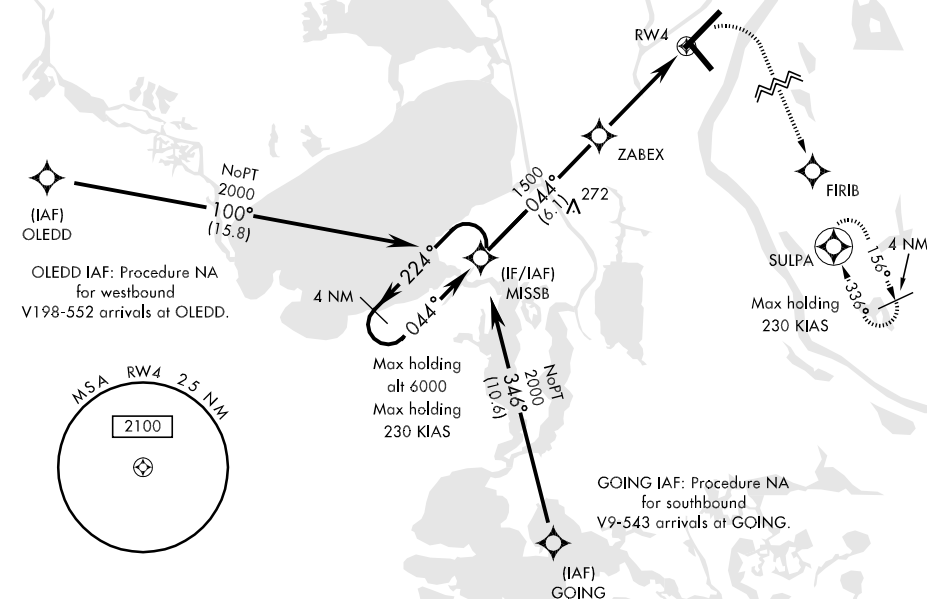 RW4
ZABEX
FIRIB
SULPA
4 NM
156°
336°
Max holding
230 KIAS
1500
044°
(6.1)
272
NoPT
2000
100°
(15.8)
(IAF)
OLEDD
OLEDD IAF: Procedure NA
for westbound
V198-552 arrivals at OLEDD.
224°
044°
4 NM
(IF/IAF)
MISSB
Max holding
alt 6000
Max holding
230 KIAS
NoPT
2000
346°
(10.6)
MSA RW4 25 NM
2100
GOING IAF: Procedure NA
for southbound
V9-543 arrivals at GOING.
(IAF)
GOING